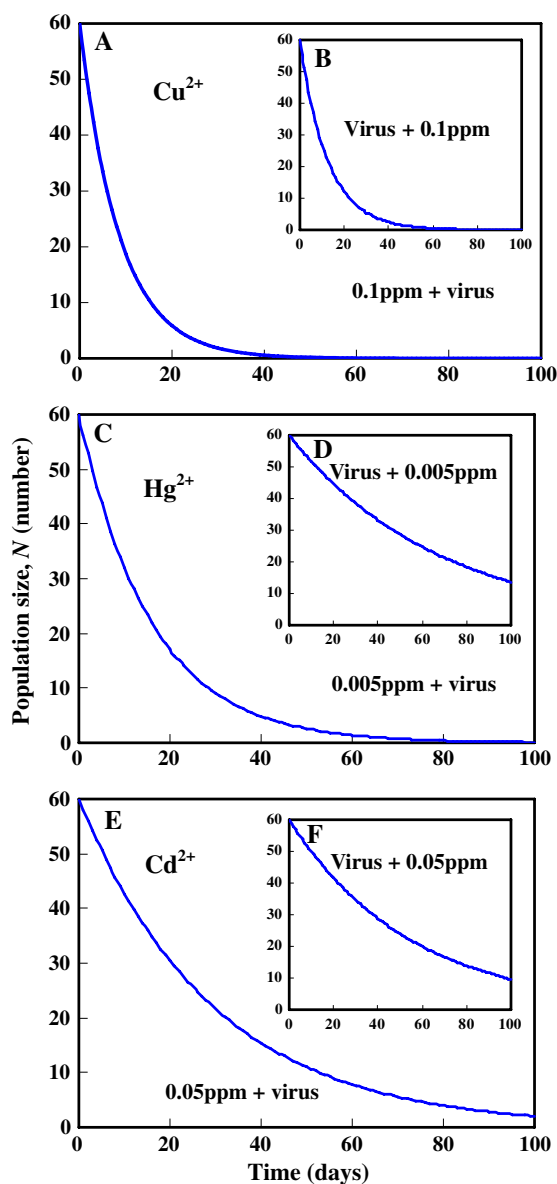 A
Cu2+
60
50
40
30
20
10
0
0 20 40 60 80 100
0.1ppm + virus
B
Virus + 0.1ppm
60
50
40
30
20
10
0
0 20 40 60 80 100
Population size, N (number)
C
Hg2+
60
50
40
30
20
10
0
0 20 40 60 80 100
0.005ppm + virus
D
Virus + 0.005ppm
60
50
40
30
20
10
0
0 20 40 60 80 100
E
Cd2+
60
50
40
30
20
10
0
0 20 40 60 80 100
0.05ppm + virus
F
Virus + 0.05ppm
60
50
40
30
20
10
0
0 20 40 60 80 100
Time (days)